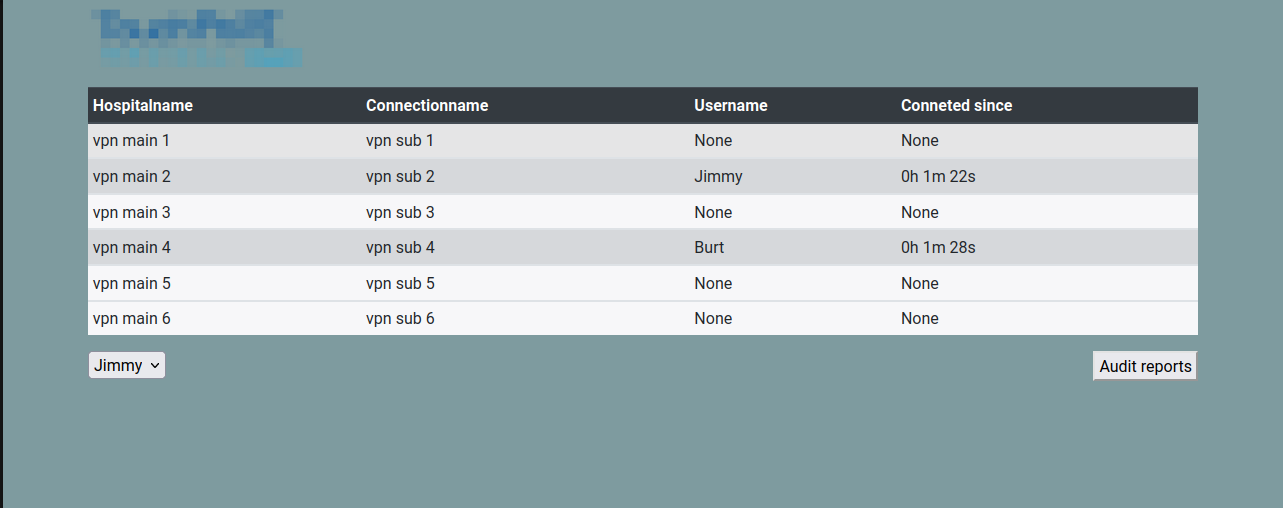 Hospitalname Connectionname Username Conneted since
vpn main 1 vpn sub 1 None None
vpn main 2 vpn sub 2 Jimmy 0h 1m 22s
vpn main 3 vpn sub 3 None None
vpn main 4 vpn sub 4 Burt 0h 1m 28s
vpn main 5 vpn sub 5 None None
vpn main 6 vpn sub 6 None None
Jimmy Audit reports